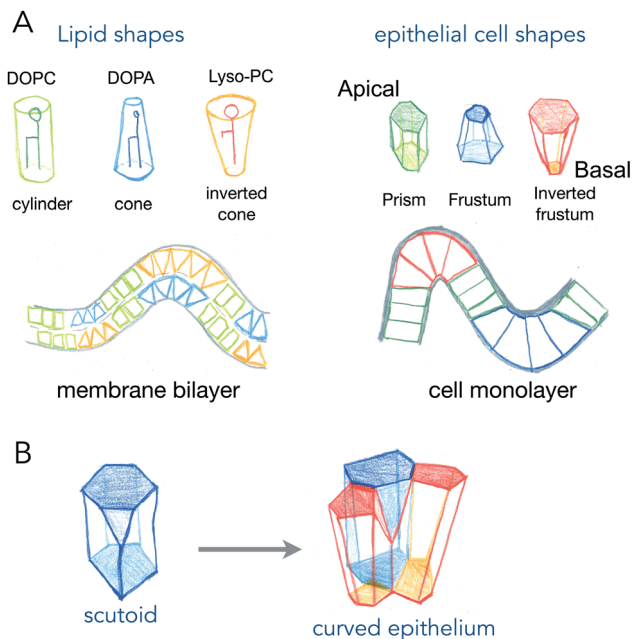 A
Lipid shapes
epithelial cell shapes
DOPC
DOPA
Lyso-PC
Apical
Basal
cylinder
cone
inverted
cone
Prism
Frustum
Inverted
frustum
membrane bilayer
cell monolayer
B
scutoid
curved epithelium